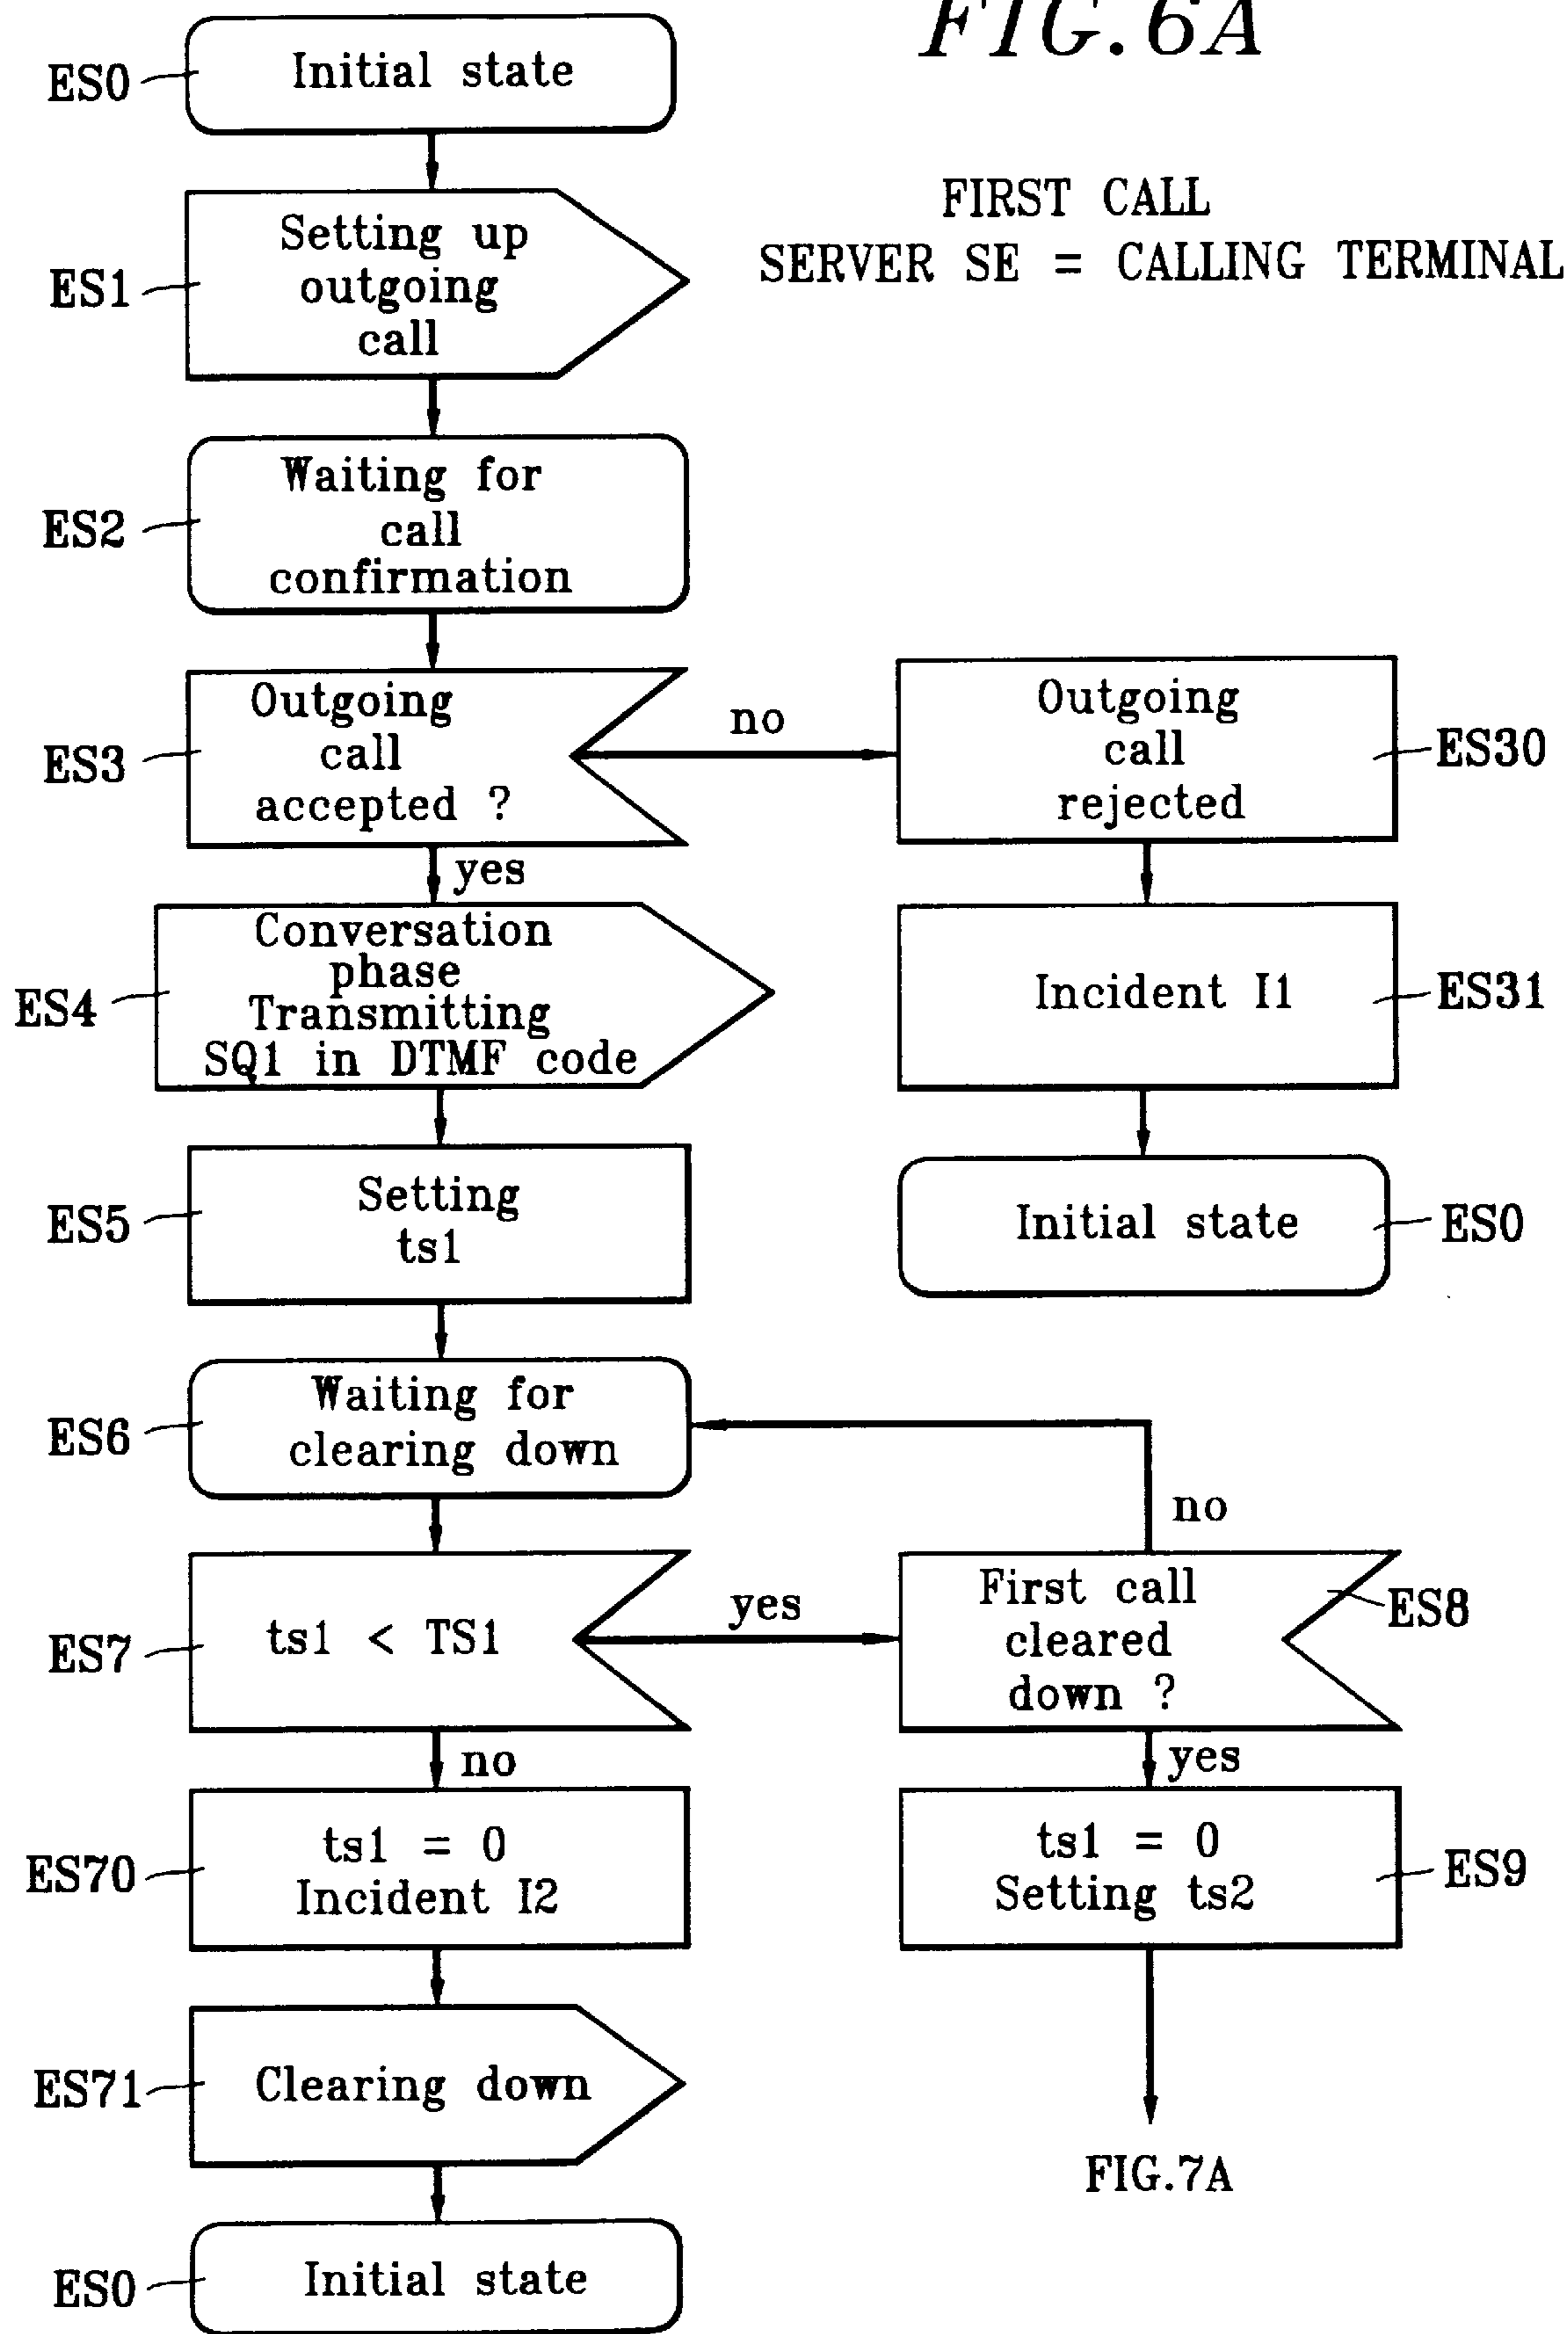 FIG.6A
FIRST CALL
SERVER SE = CALLING TERMINAL
ES0
Initial state
ES1
Setting up
outgoing
call
ES2
Waiting for
call
confirmation
ES3
Outgoing
call
accepted ?
no
Outgoing
call
rejected
ES30
yes
ES4
Conversation
phase
Transmitting
SQ1 in DTMF code
Incident I1
ES31
ES5
Setting
ts1
Initial state
ES0
ES6
Waiting for
clearing down
no
ES7
ts1 < TS1
yes
First call
cleared
down ?
ES8
no
yes
ES70
ts1 = 0
Incident I2
ts1 = 0
Setting ts2
ES9
ES71
Clearing down
FIG.7A
ES0
Initial state